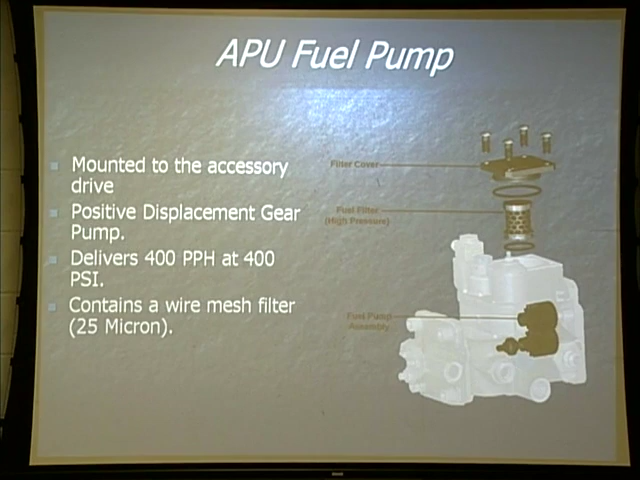 APU Fuel Pump
Mounted to the accessory
drive
Positive Displacement Gear
Pump.
Delivers 400 PPH at 400
PSI.
Contains a wire mesh filter
(25 Micron).
Filter Cover
Fuel Filter
(High Pressure)
Fuel Pump
Assembly